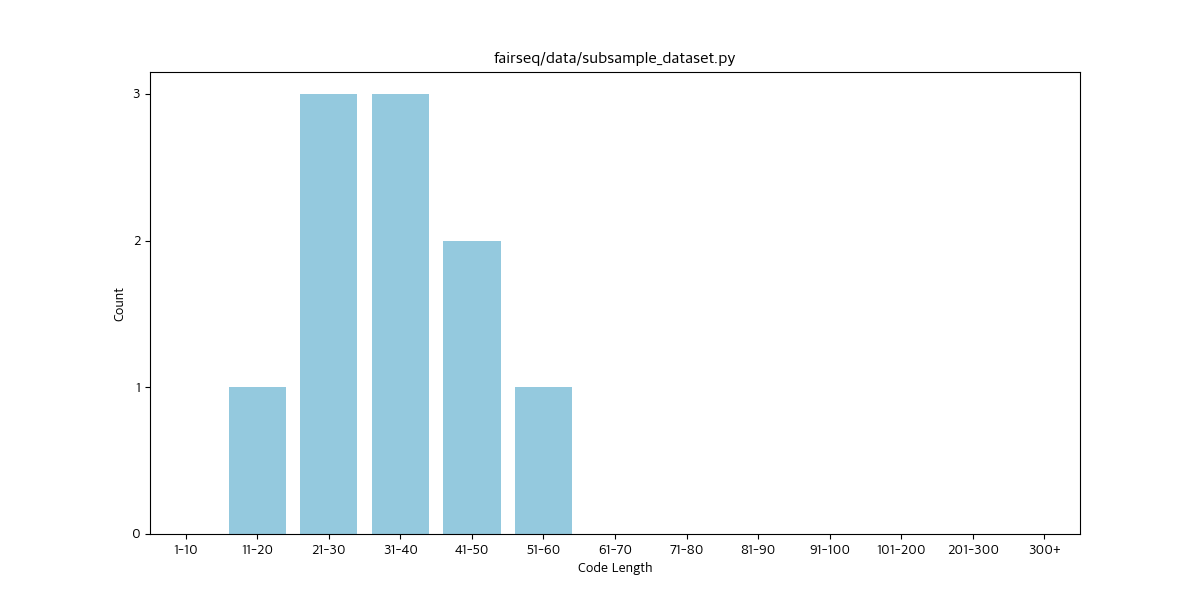 fairseq/data/subsample_dataset.py
3
2
1
0
Count
1-10 11-20 21-30 31-40 41-50 51-60 61-70 71-80 81-90 91-100 101-200 201-300 300+
Code Length